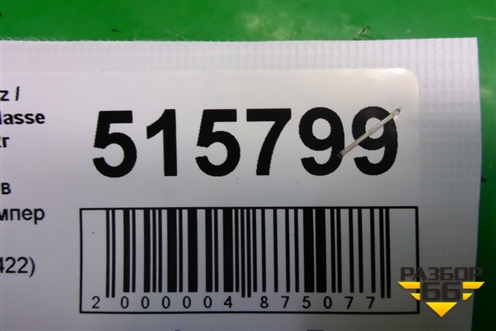 z /
lasse
515799
в
мпер
422)
2000004875077
РАЗБОР
66